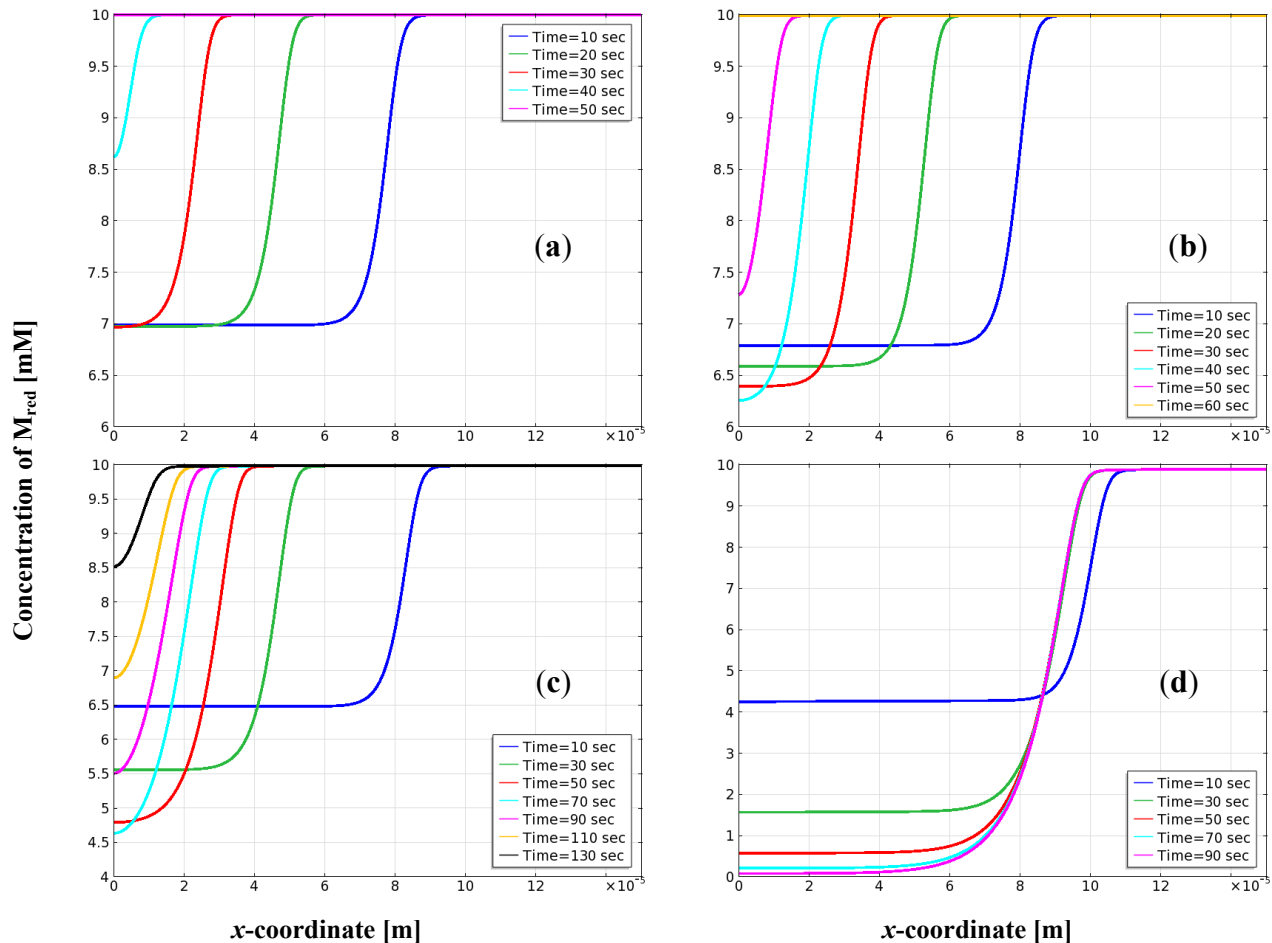 10
9.5
9
8.5
8
7.5
7
6.5
6
0 2 4 6 8 10 12 ×10⁻⁵
Time=10 sec
Time=20 sec
Time=30 sec
Time=40 sec
Time=50 sec
(a)
10
9.5
9
8.5
8
7.5
7
6.5
6
0 2 4 6 8 10 12 ×10⁻⁵
(b)
Time=10 sec
Time=20 sec
Time=30 sec
Time=40 sec
Time=50 sec
Time=60 sec
Concentration of M_red [mM]
10
9.5
9
8.5
8
7.5
7
6.5
6
5.5
5
4.5
4
0 2 4 6 8 10 12 ×10⁻⁵
(c)
Time=10 sec
Time=30 sec
Time=50 sec
Time=70 sec
Time=90 sec
Time=110 sec
Time=130 sec
10
9
8
7
6
5
4
3
2
1
0
0 2 4 6 8 10 12 ×10⁻⁵
(d)
Time=10 sec
Time=30 sec
Time=50 sec
Time=70 sec
Time=90 sec
x-coordinate [m]
x-coordinate [m]